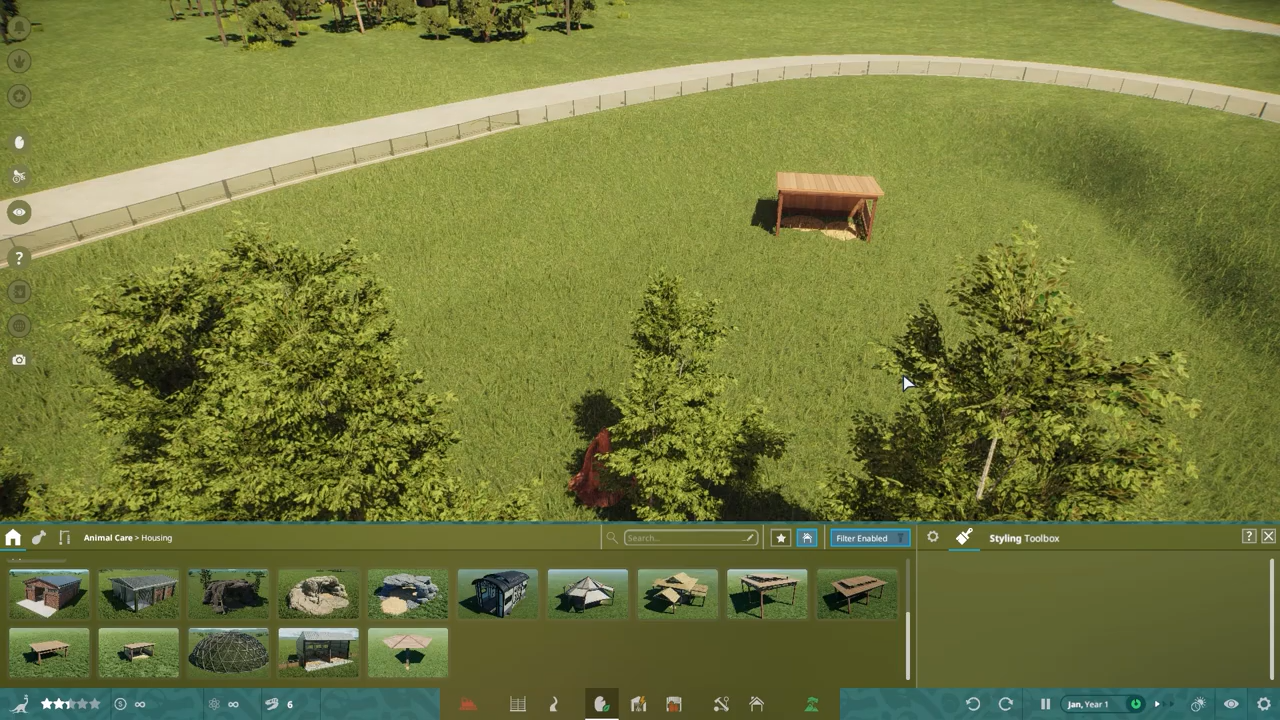 ?
Animal Care > Housing
Search...
Filter Enabled
Styling Toolbox
?
$ ∞
∞
6
Jan, Year 1